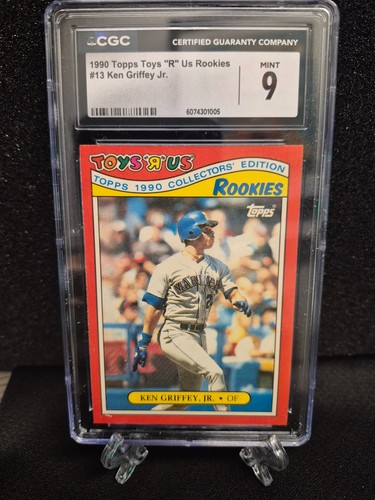 CGC
CERTIFIED GUARANTY COMPANY
1990 Topps Toys "R" Us Rookies
#13 Ken Griffey Jr.
MINT
9
6074301005
TOYS "R" US
TOPPS 1990 COLLECTORS' EDITION
ROOKIES
Topps
KEN GRIFFEY, JR. • OF